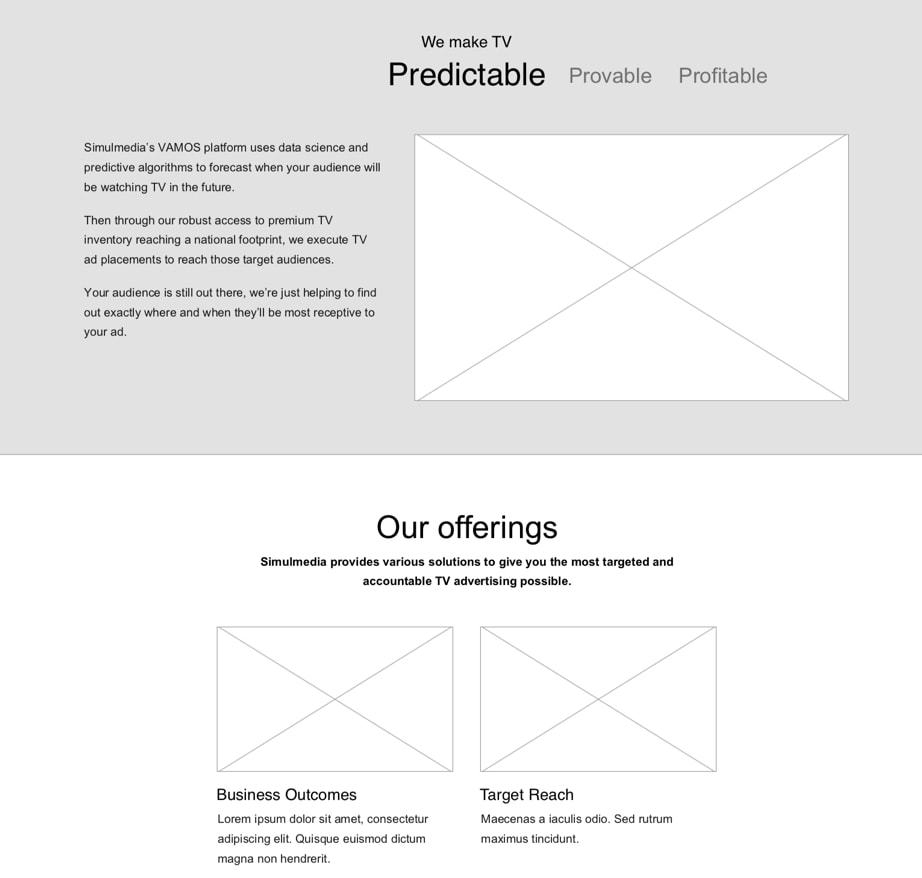 We make TV
Predictable Provable Profitable
Simulmedia's VAMOS platform uses data science and
predictive algorithms to forecast when your audience will
be watching TV in the future.
Then through our robust access to premium TV
inventory reaching a national footprint, we execute TV
ad placements to reach those target audiences.
Your audience is still out there, we're just helping to find
out exactly where and when they'll be most receptive to
your ad.
Our offerings
Simulmedia provides various solutions to give you the most targeted and
accountable TV advertising possible.
Business Outcomes
Lorem ipsum dolor sit amet, consectetur
adipiscing elit. Quisque euismod dictum
magna non hendrerit.
Target Reach
Maecenas a iaculis odio. Sed rutrum
maximus tincidunt.